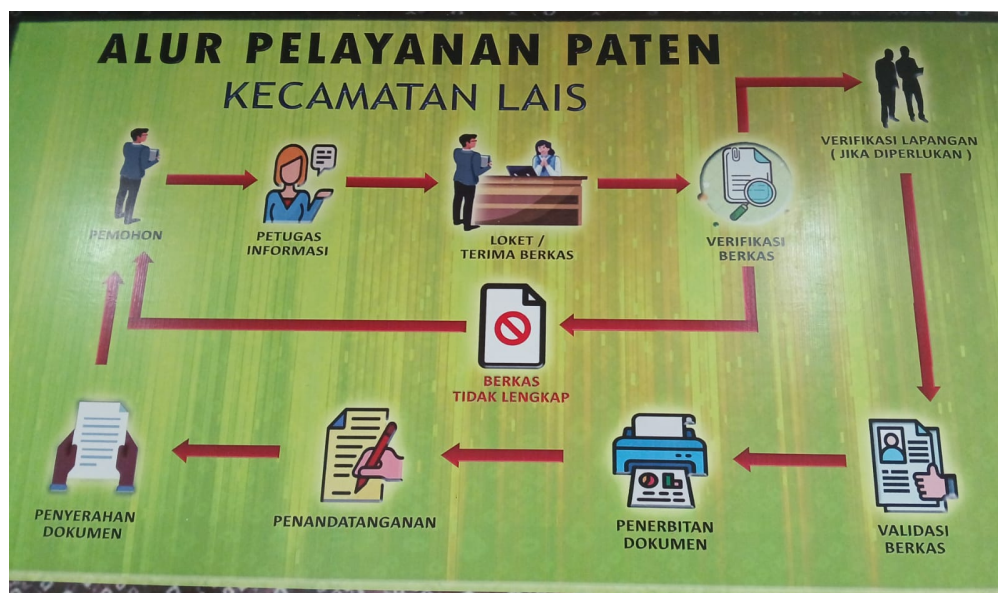 ALUR PELAYANAN PATEN
KECAMATAN LAIS
PEMOHON
PETUGAS
INFORMASI
LOKET /
TERIMA BERKAS
VERIFIKASI
BERKAS
VERIFIKASI LAPANGAN
( JIKA DIPERLUKAN )
BERKAS
TIDAK LENGKAP
PENYERAHAN
DOKUMEN
PENANDATANGANAN
PENERBITAN
DOKUMEN
VALIDASI
BERKAS